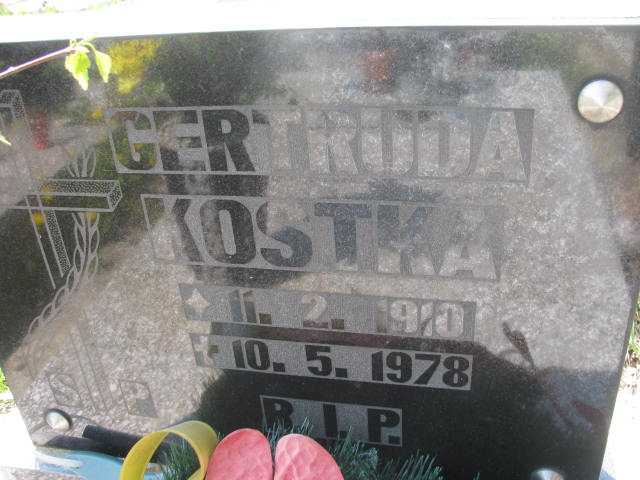 GERTRUDA
KOSTKA
11. 2. 1910
10. 5. 1978
Ś P
R.I.P.